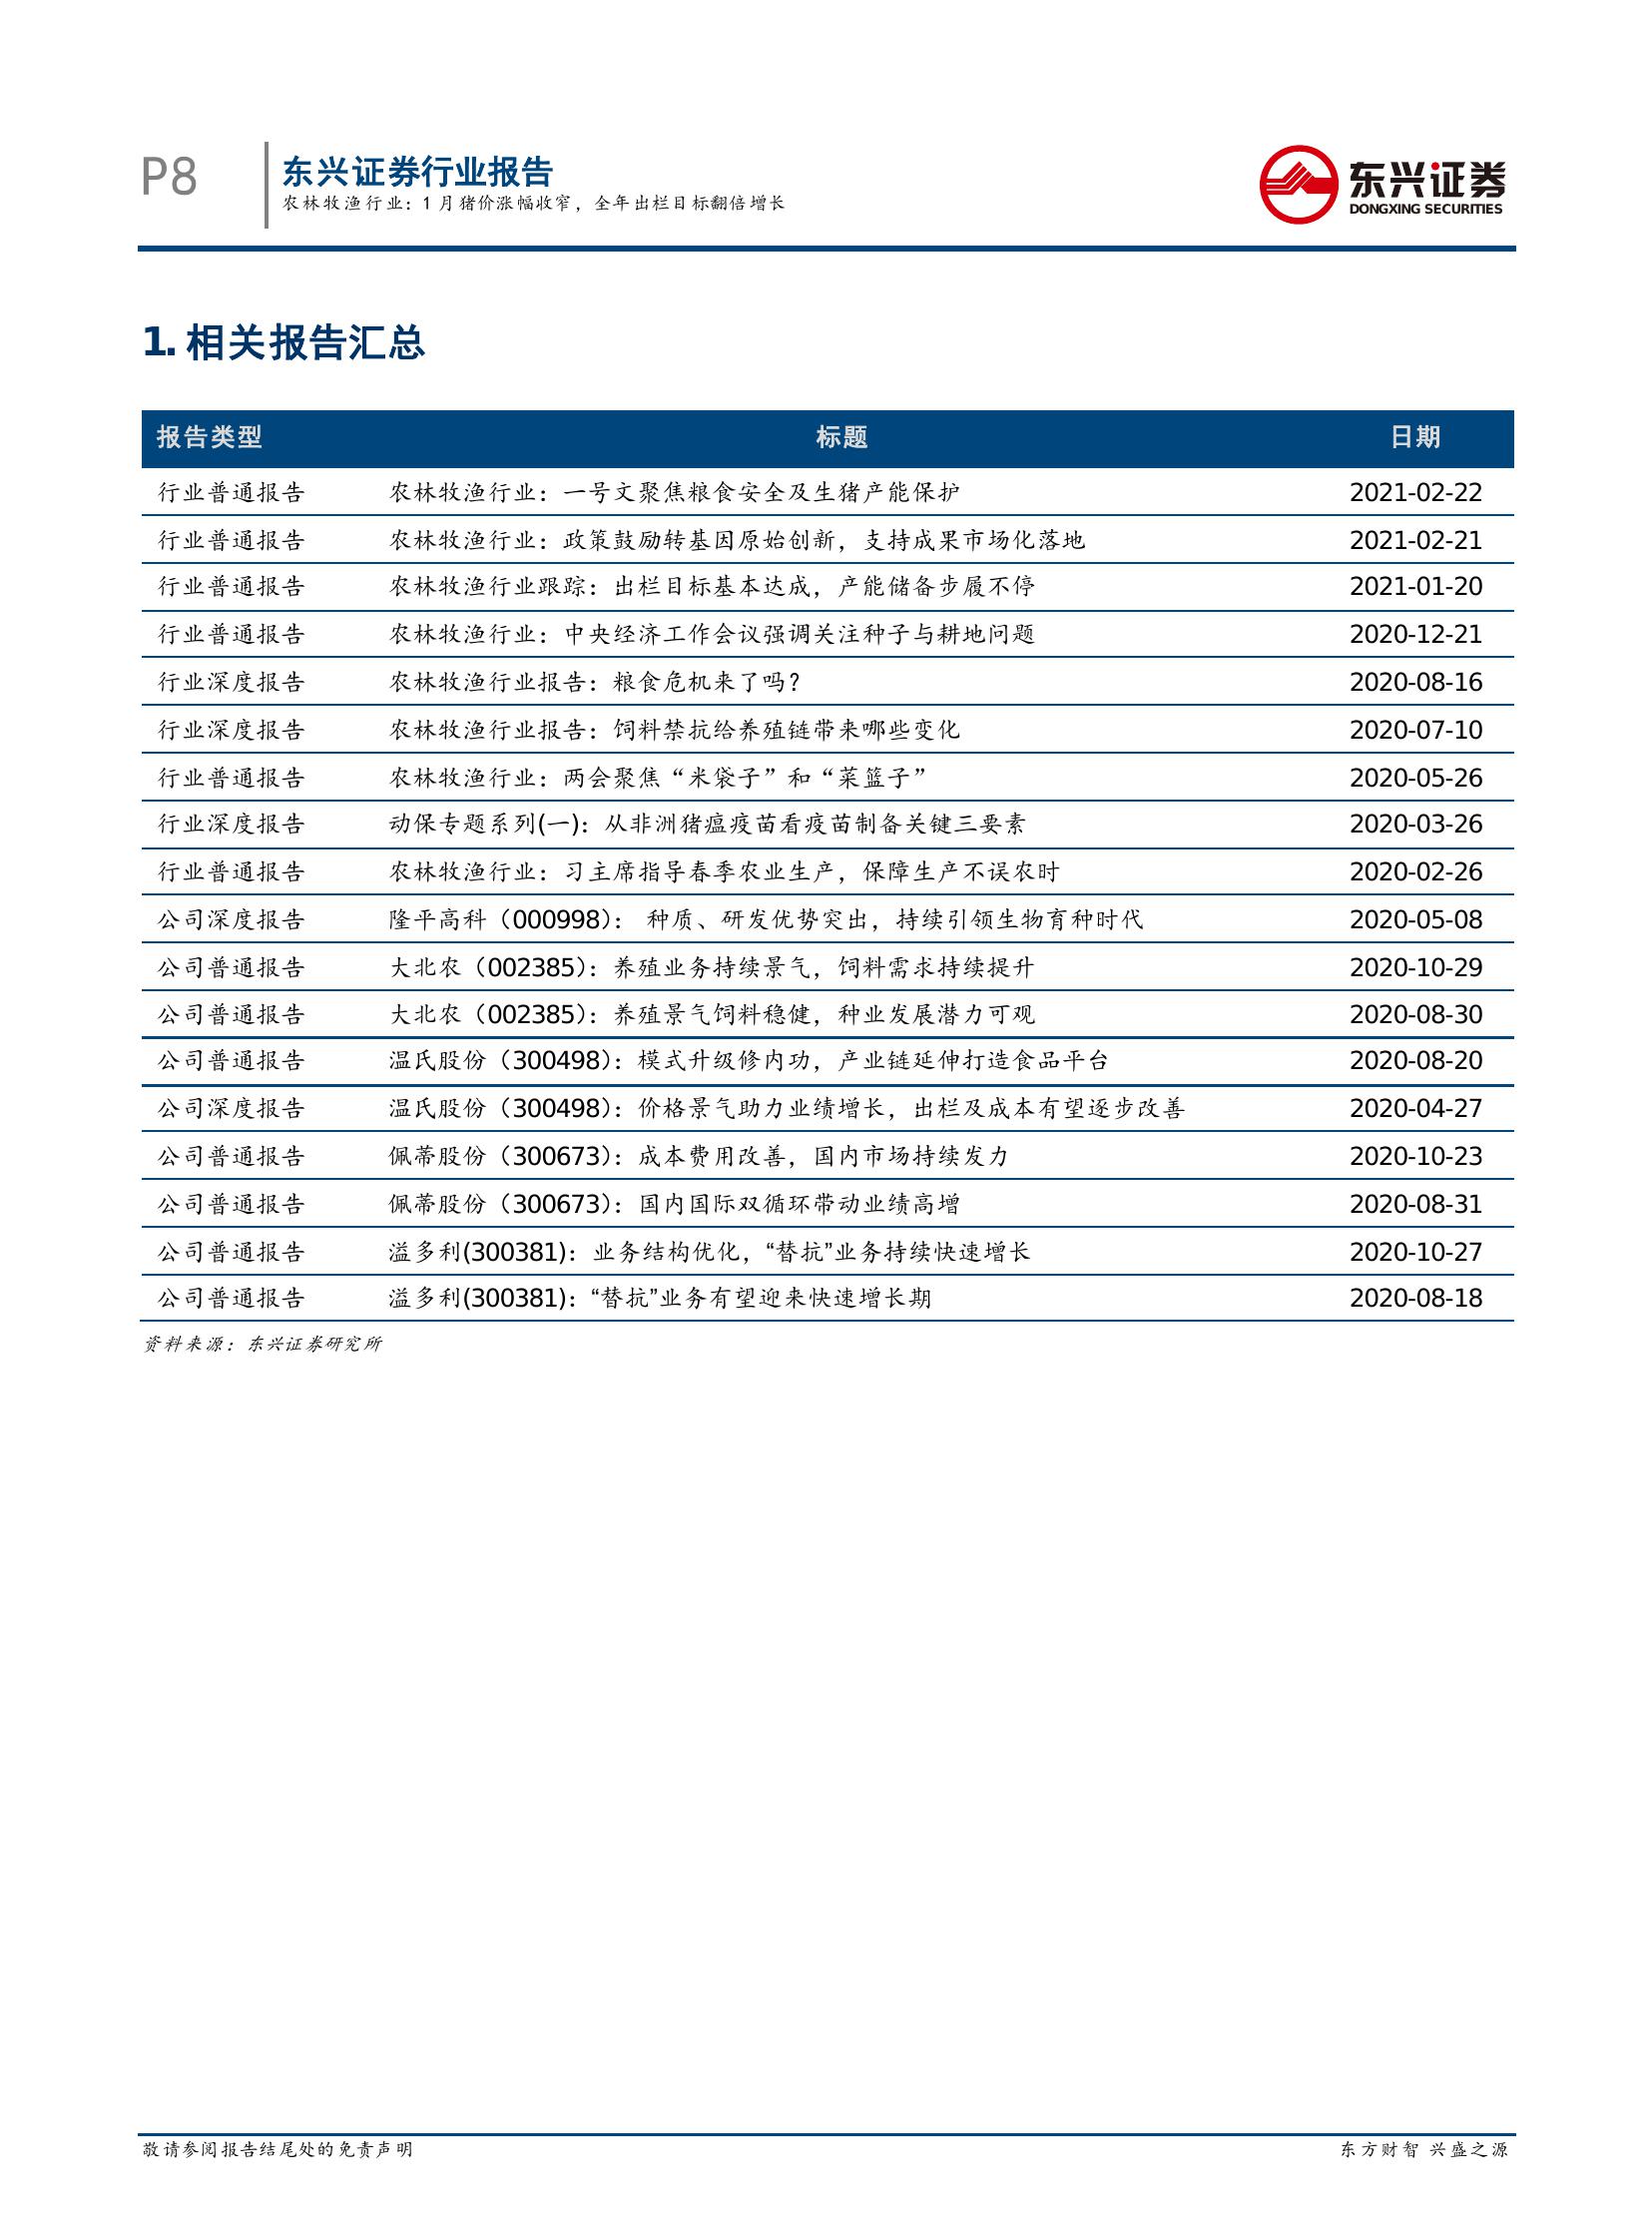 P8
东兴证券行业报告
农林牧渔行业：1 月猪价涨幅收窄，全年出栏目标翻倍增长
东兴证券
DONGXING SECURITIES
1. 相关报告汇总
报告类型 标题 日期
行业普通报告 农林牧渔行业：一号文聚焦粮食安全及生猪产能保护 2021-02-22
行业普通报告 农林牧渔行业：政策鼓励转基因原始创新，支持成果市场化落地 2021-02-21
行业普通报告 农林牧渔行业跟踪：出栏目标基本达成，产能储备步履不停 2021-01-20
行业普通报告 农林牧渔行业：中央经济工作会议强调关注种子与耕地问题 2020-12-21
行业深度报告 农林牧渔行业报告：粮食危机来了吗？ 2020-08-16
行业深度报告 农林牧渔行业报告：饲料禁抗给养殖链带来哪些变化 2020-07-10
行业普通报告 农林牧渔行业：两会聚焦“米袋子”和“菜篮子” 2020-05-26
行业深度报告 动保专题系列(一)：从非洲猪瘟疫苗看疫苗制备关键三要素 2020-03-26
行业普通报告 农林牧渔行业：习主席指导春季农业生产，保障生产不误农时 2020-02-26
公司深度报告 隆平高科（000998）： 种质、研发优势突出，持续引领生物育种时代 2020-05-08
公司普通报告 大北农（002385）：养殖业务持续景气，饲料需求持续提升 2020-10-29
公司普通报告 大北农（002385）：养殖景气饲料稳健，种业发展潜力可观 2020-08-30
公司普通报告 温氏股份（300498）：模式升级修内功，产业链延伸打造食品平台 2020-08-20
公司深度报告 温氏股份（300498）：价格景气助力业绩增长，出栏及成本有望逐步改善 2020-04-27
公司普通报告 佩蒂股份（300673）：成本费用改善，国内市场持续发力 2020-10-23
公司普通报告 佩蒂股份（300673）：国内国际双循环带动业绩高增 2020-08-31
公司普通报告 溢多利(300381)：业务结构优化，“替抗”业务持续快速增长 2020-10-27
公司普通报告 溢多利(300381)：“替抗”业务有望迎来快速增长期 2020-08-18
资料来源：东兴证券研究所
敬请参阅报告结尾处的免责声明 东方财智 兴盛之源